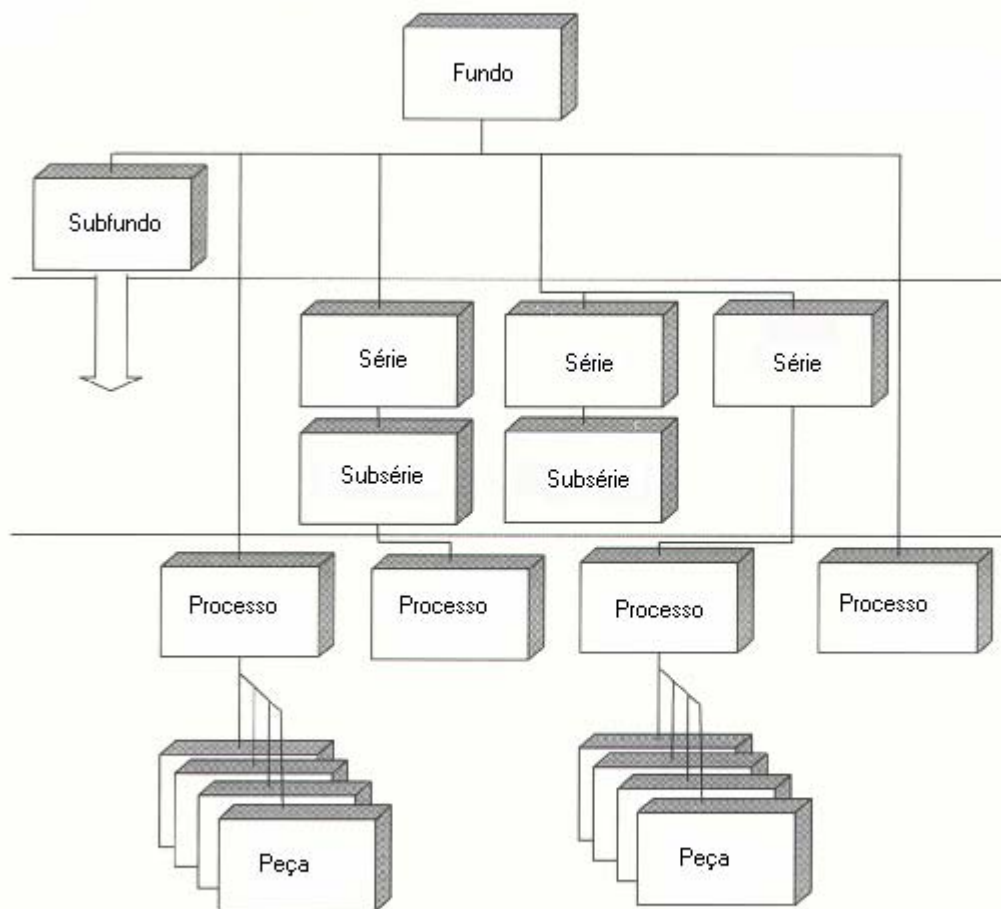 Fundo
Subfundo
Série
Série
Série
Subsérie
Subsérie
Processo
Processo
Processo
Processo
Peça
Peça